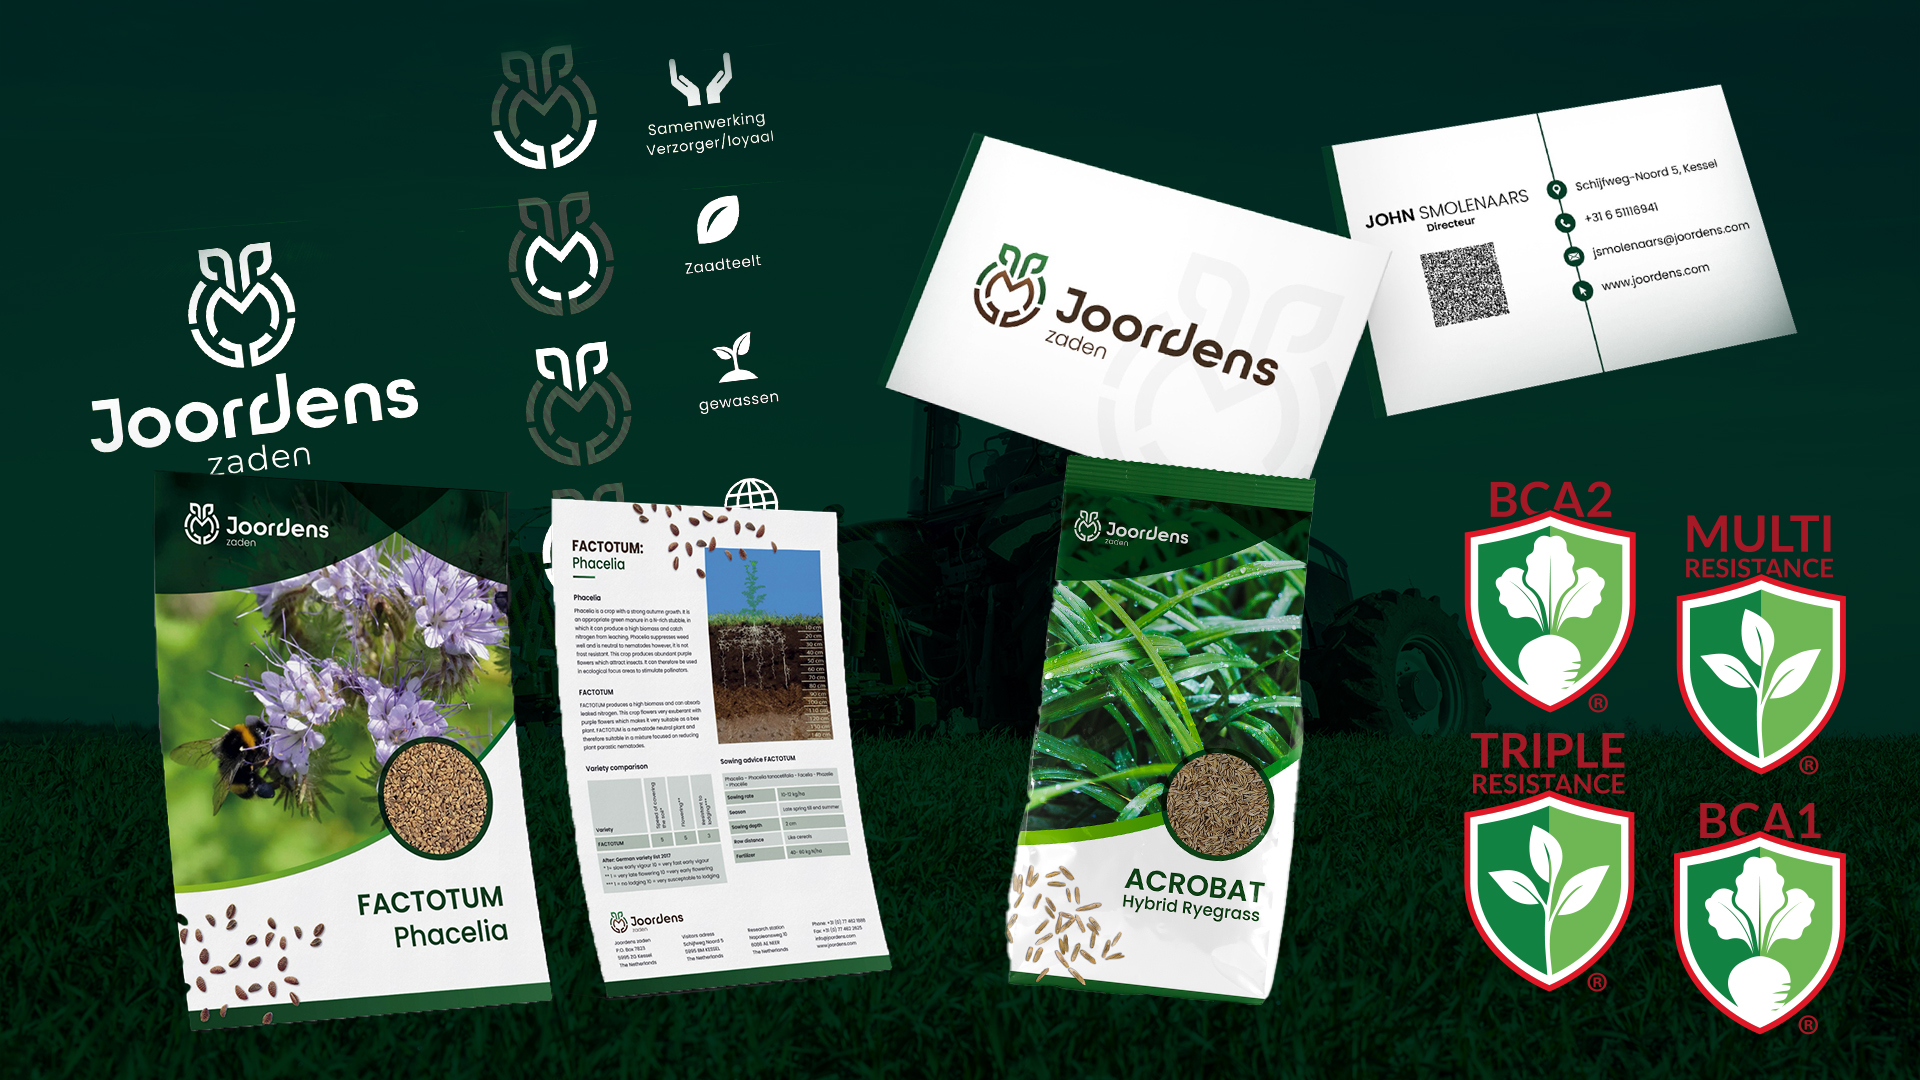 Joordens
zaden
Samenwerking
Verzorger/loyaal
Zaadteelt
gewassen
Joordens
zaden
JOHN SMOLENAARS
Directeur
Schijfweg-Noord 5, Kessel
+31 6 51116941
jsmolenaars@joordens.com
www.joordens.com
Joordens
zaden
FACTOTUM
Phacelia
FACTOTUM:
Phacelia
Phacelia
Phacelia is a crop with a strong autumn growth. It is
an appropriate green manure in a N-rich stubble, in
which it can produce a high biomass and catch
nitrogen from leaching. Phacelia suppresses weed
well and is neutral to nematodes however, it is not
frost resistant. This crop produces abundant purple
flowers which attract insects. It can therefore be used
in ecological focus areas to stimulate pollinators.
FACTOTUM
FACTOTUM produces a high biomass and can absorb
leaked nitrogen. This crop flowers very exuberant with
purple flowers which makes it very suitable as a bee
plant. FACTOTUM is a nematode neutral plant and
therefore suitable in a mixture focused on reducing
plant parasitic nematodes.
10 cm
20 cm
30 cm
40 cm
50 cm
60 cm
70 cm
80 cm
90 cm
100 cm
110 cm
120 cm
130 cm
140 cm
Variety comparison
Variety
Speed of covering
the soil*
Flowering**
Resistant to
lodging***
FACTOTUM
After: German variety list 2017
* 1= slow early vigour 10 = very fast early vigour
** 1 = very late flowering 10 =very early flowering
*** 1 = no lodging 10 = very susceptible to lodging
Sowing advice FACTOTUM
Phacelia - Phacelia tanacetifolia - Facelia - Phazelie
- Phacélie
Sowing rate 10-12 kg/ha
Season Late spring till end summer
Sowing depth 2 cm
Row distance Like cereals
Fertilizer 40-60 kg N/ha
Joordens
zaden
Joordens zaden
P.O. Box 7823
5995 ZG Kessel
The Netherlands
Visitors adress
Schijfweg Noord 5
5995 BM KESSEL
The Netherlands
Research station
Napoleonsweg 10
6086 AE NEER
The Netherlands
Phone: +31 (0) 77 462 1888
Fax: +31 (0) 77 462 2625
info@joordens.com
www.joordens.com
Joordens
zaden
ACROBAT
Hybrid Ryegrass
BCA2
®
MULTI
RESISTANCE
®
TRIPLE
RESISTANCE
®
BCA1
®